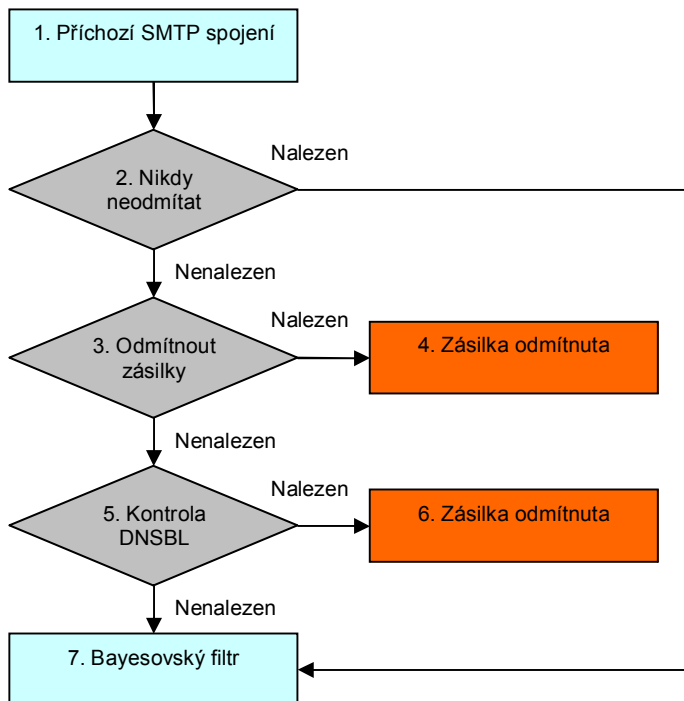 1. Příchozí SMTP spojení
Nalezen
2. Nikdy
neodmítat
Nenalezen
Nalezen
3. Odmítnout
zásilky
4. Zásilka odmítnuta
Nenalezen
Nalezen
5. Kontrola
DNSBL
6. Zásilka odmítnuta
Nenalezen
7. Bayesovský filtr